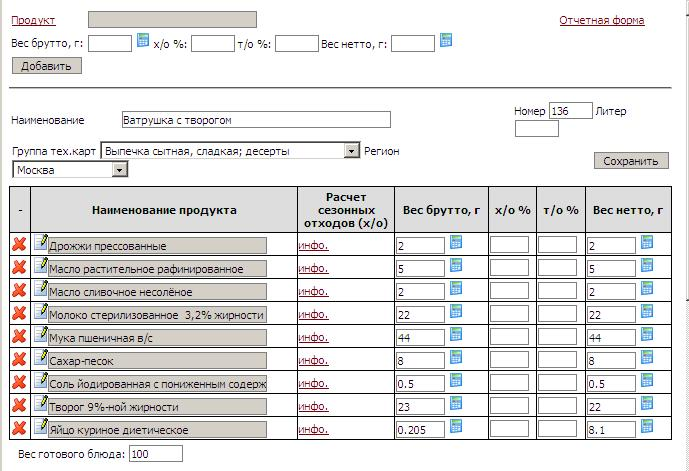 Продукт Отчетная форма
Вес брутто, г: х/о %: т/о %: Вес нетто, г:
Добавить
Наименование Ватрушка с творогом Номер 136 Литер
Группа тех.карт Выпечка сытная, сладкая; десерты Регион
Москва Сохранить
- Наименование продукта Расчет сезонных отходов (х/о) Вес брутто, г х/о % т/о % Вес нетто, г
Дрожжи прессованные инфо. 2 2
Масло растительное рафинированное инфо. 5 5
Масло сливочное несолёное инфо. 2 2
Молоко стерилизованное 3,2% жирности инфо. 22 22
Мука пшеничная в/с инфо. 44 44
Сахар-песок инфо. 8 8
Соль йодированная с пониженным содерж инфо. 0.5 0.5
Творог 9%-ной жирности инфо. 23 22
Яйцо куриное диетическое инфо. 0.205 8.1
Вес готового блюда: 100